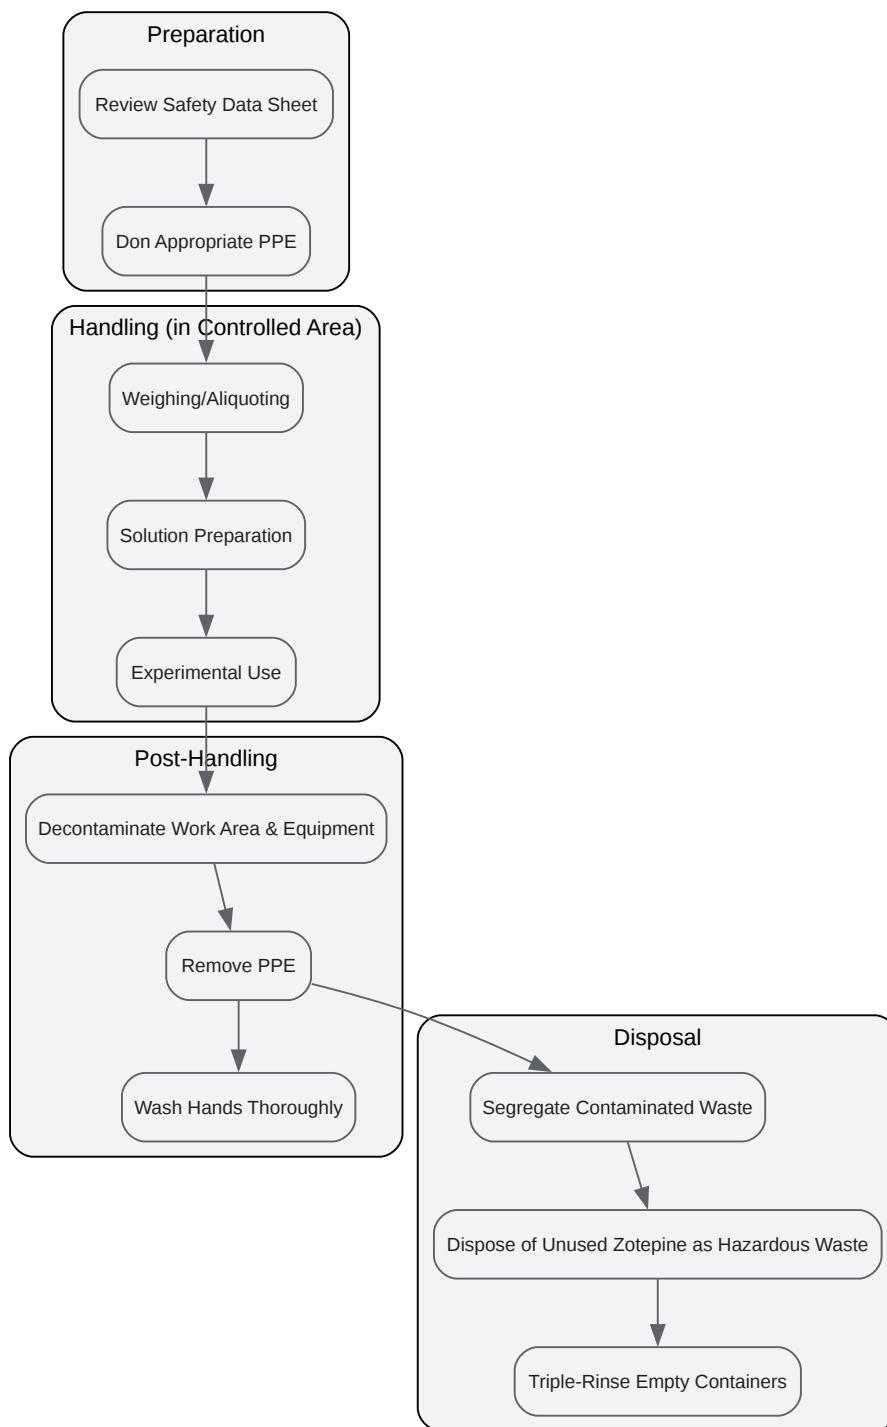 Preparation
Review Safety Data Sheet
Don Appropriate PPE
Handling (in Controlled Area)
Weighing/Aliquoting
Solution Preparation
Experimental Use
Post-Handling
Decontaminate Work Area & Equipment
Remove PPE
Wash Hands Thoroughly
Disposal
Segregate Contaminated Waste
Dispose of Unused Zotepine as Hazardous Waste
Triple-Rinse Empty Containers